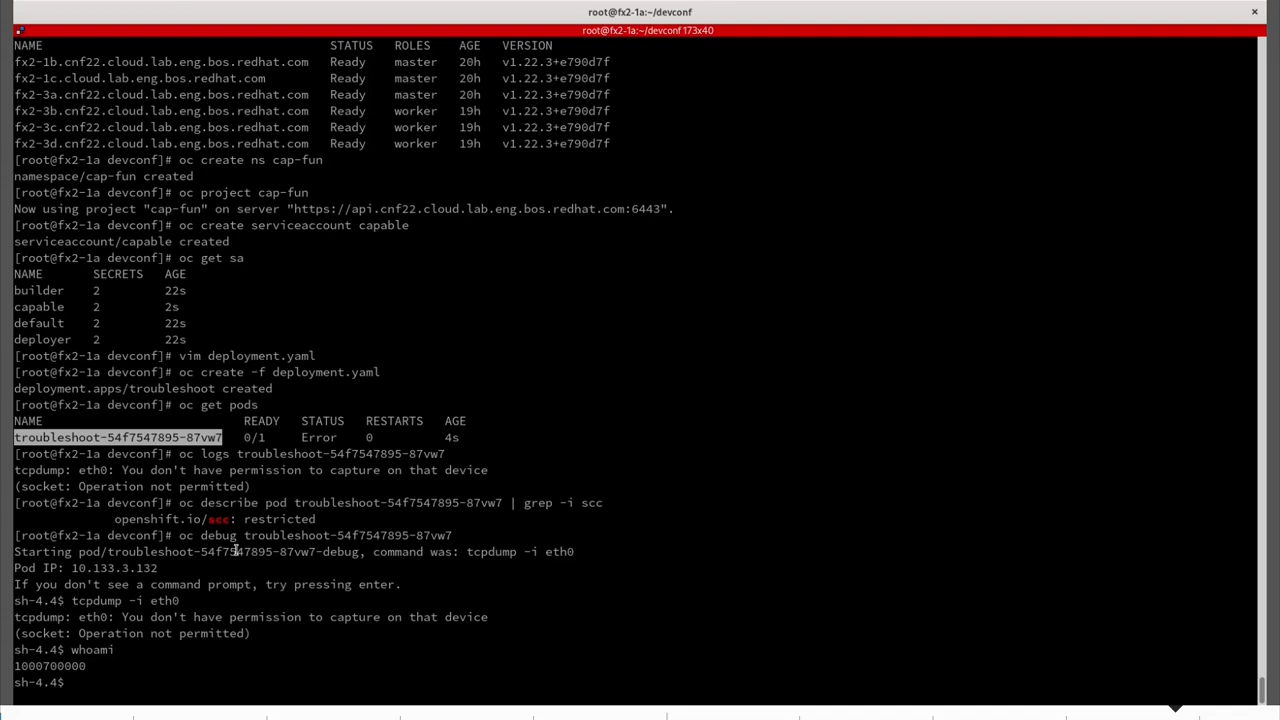 root@fx2-1a:~/devconf
×
root@fx2-1a:~/devconf 173x40
NAME STATUS ROLES AGE VERSION
fx2-1b.cnf22.cloud.lab.eng.bos.redhat.com Ready master 20h v1.22.3+e790d7f
fx2-1c.cloud.lab.eng.bos.redhat.com Ready master 20h v1.22.3+e790d7f
fx2-3a.cnf22.cloud.lab.eng.bos.redhat.com Ready master 20h v1.22.3+e790d7f
fx2-3b.cnf22.cloud.lab.eng.bos.redhat.com Ready worker 19h v1.22.3+e790d7f
fx2-3c.cnf22.cloud.lab.eng.bos.redhat.com Ready worker 19h v1.22.3+e790d7f
fx2-3d.cnf22.cloud.lab.eng.bos.redhat.com Ready worker 19h v1.22.3+e790d7f
[root@fx2-1a devconf]# oc create ns cap-fun
namespace/cap-fun created
[root@fx2-1a devconf]# oc project cap-fun
Now using project "cap-fun" on server "https://api.cnf22.cloud.lab.eng.bos.redhat.com:6443".
[root@fx2-1a devconf]# oc create serviceaccount capable
serviceaccount/capable created
[root@fx2-1a devconf]# oc get sa
NAME SECRETS AGE
builder 2 22s
capable 2 2s
default 2 22s
deployer 2 22s
[root@fx2-1a devconf]# vim deployment.yaml
[root@fx2-1a devconf]# oc create -f deployment.yaml
deployment.apps/troubleshoot created
[root@fx2-1a devconf]# oc get pods
NAME READY STATUS RESTARTS AGE
troubleshoot-54f7547895-87vw7 0/1 Error 0 4s
[root@fx2-1a devconf]# oc logs troubleshoot-54f7547895-87vw7
tcpdump: eth0: You don't have permission to capture on that device
(socket: Operation not permitted)
[root@fx2-1a devconf]# oc describe pod troubleshoot-54f7547895-87vw7 | grep -i scc
openshift.io/scc: restricted
[root@fx2-1a devconf]# oc debug troubleshoot-54f7547895-87vw7
Starting pod/troubleshoot-54f7547895-87vw7-debug, command was: tcpdump -i eth0
Pod IP: 10.133.3.132
If you don't see a command prompt, try pressing enter.
sh-4.4$ tcpdump -i eth0
tcpdump: eth0: You don't have permission to capture on that device
(socket: Operation not permitted)
sh-4.4$ whoami
1000700000
sh-4.4$